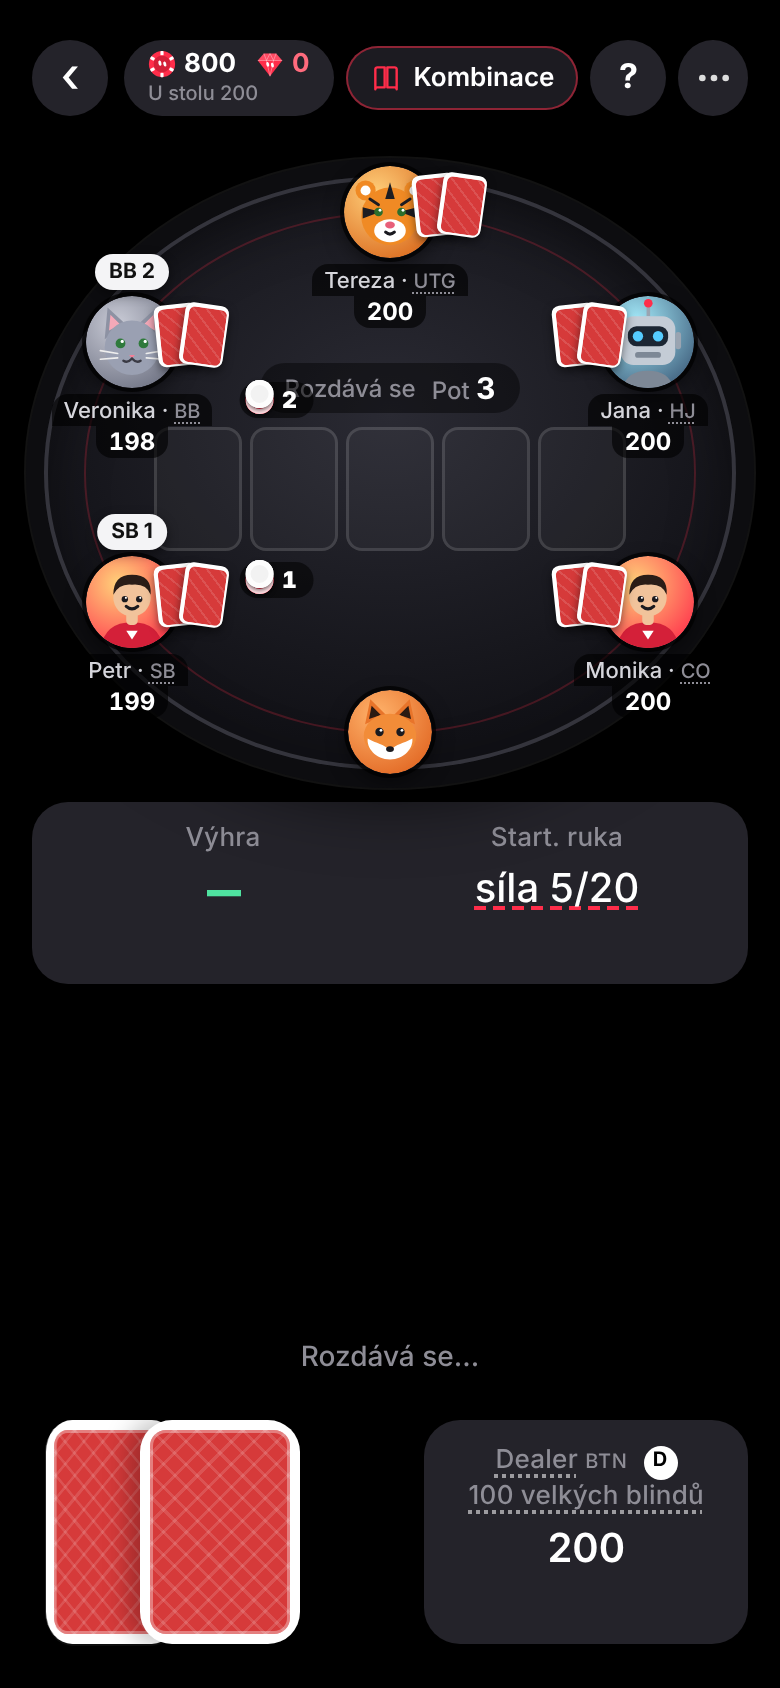 800 0
U stolu 200
Kombinace
?
Tereza · UTG
200
BB 2
Veronika · BB
198
Jana · HJ
200
2
Rozdává se Pot 3
SB 1
1
Petr · SB
199
Monika · CO
200
Výhra
Start. ruka
síla 5/20
Rozdává se...
Dealer BTN D
100 velkých blindů
200